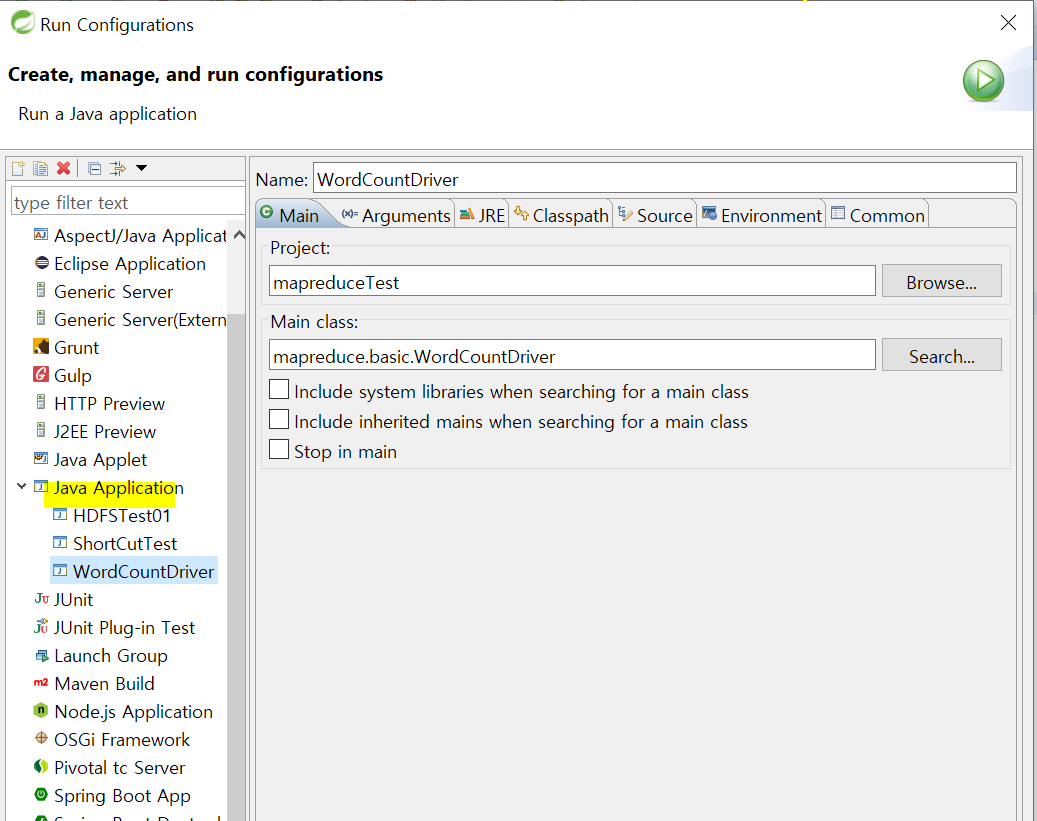 Run Configurations
Create, manage, and run configurations
Run a Java application
type filter text
AspectJ/Java Applicat
Eclipse Application
Generic Server
Generic Server(Extern
Grunt
Gulp
HTTP Preview
J2EE Preview
Java Applet
Java Application
HDFSTest01
ShortCutTest
WordCountDriver
JUnit
JUnit Plug-in Test
Launch Group
Maven Build
Node.js Application
OSGi Framework
Pivotal tc Server
Spring Boot App
Name: WordCountDriver
Main (x)= Arguments JRE Classpath Source Environment Common
Project:
mapreduceTest Browse...
Main class:
mapreduce.basic.WordCountDriver Search...
Include system libraries when searching for a main class
Include inherited mains when searching for a main class
Stop in main